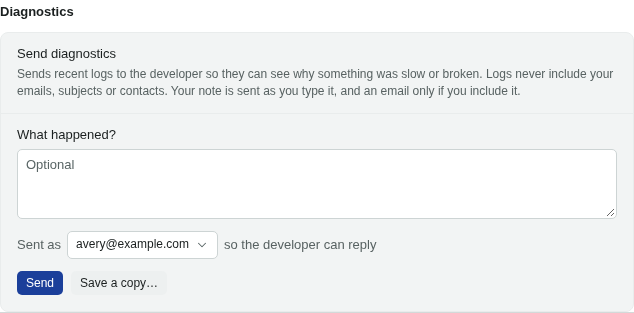 Diagnostics
Send diagnostics
Sends recent logs to the developer so they can see why something was slow or broken. Logs never include your
emails, subjects or contacts. Your note is sent as you type it, and an email only if you include it.
What happened?
Optional
Sent as avery@example.com so the developer can reply
Send Save a copy…